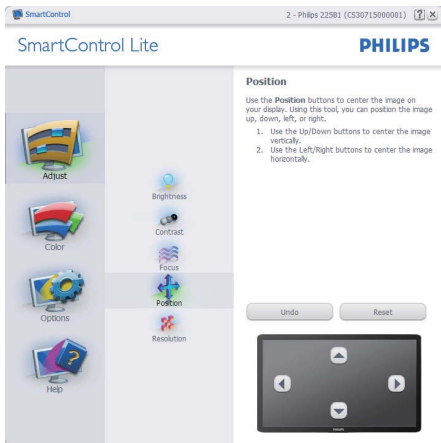 SmartControl
2 - Philips 225B1 (CS30715000001)
SmartControl Lite
PHILIPS
Adjust
Color
Options
Help
Brightness
Contrast
Focus
Position
Resolution
Position
Use the Position buttons to center the image on
your display. Using this tool, you can position the image
up, down, left, or right.
1. Use the Up/Down buttons to center the image
vertically.
2. Use the Left/Right buttons to center the image
horizontally.
Undo
Reset
PHILIPS